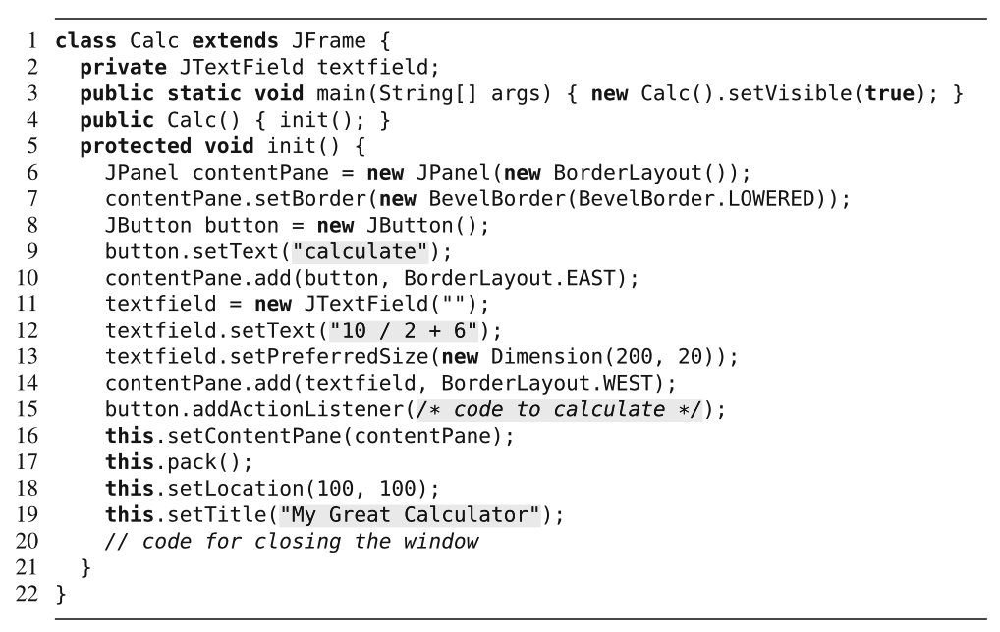 1 class Calc extends JFrame {
2   private JTextField textfield;
3   public static void main(String[] args) { new Calc().setVisible(true); }
4   public Calc() { init(); }
5   protected void init() {
6     JPanel contentPane = new JPanel(new BorderLayout());
7     contentPane.setBorder(new BevelBorder(BevelBorder.LOWERED));
8     JButton button = new JButton();
9     button.setText("calculate");
10     contentPane.add(button, BorderLayout.EAST);
11     textfield = new JTextField("");
12     textfield.setText("10 / 2 + 6");
13     textfield.setPreferredSize(new Dimension(200, 20));
14     contentPane.add(textfield, BorderLayout.WEST);
15     button.addActionListener(/* code to calculate */);
16     this.setContentPane(contentPane);
17     this.pack();
18     this.setLocation(100, 100);
19     this.setTitle("My Great Calculator");
20     // code for closing the window
21   }
22 }